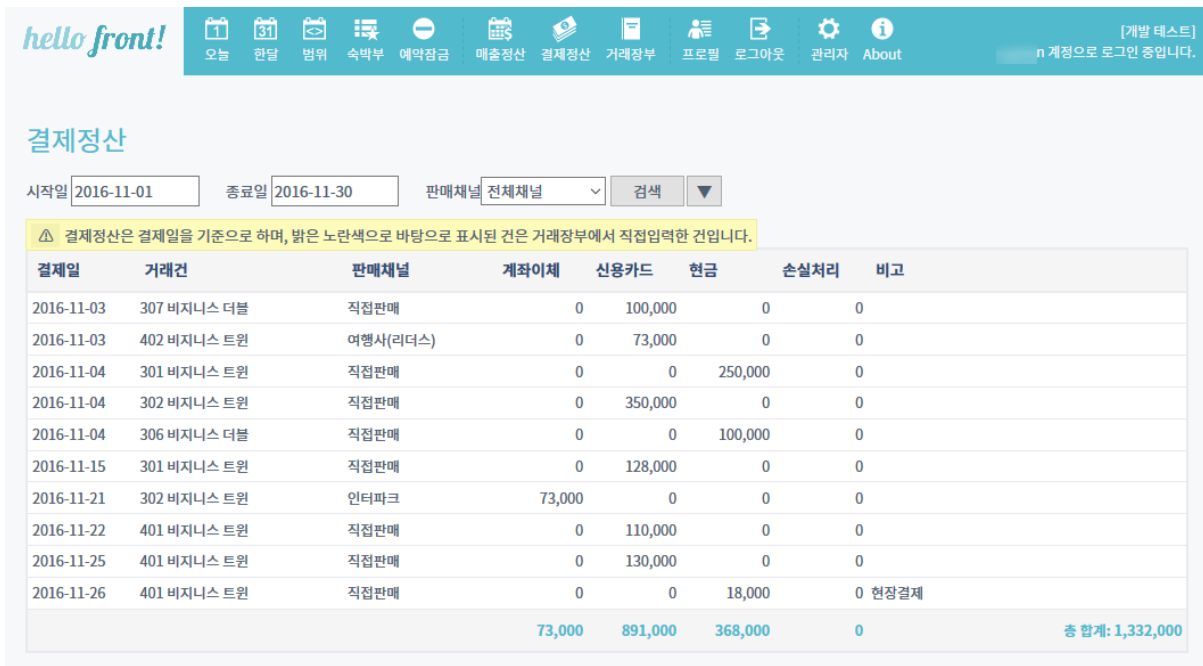 hello front!
1 31 <>
오늘 한달 범위 숙박부 예약잠금 매출정산 결제정산 거래장부 프로필 로그아웃 관리자 About
[개발 테스트]
n 계정으로 로그인 중입니다.
결제정산
시작일 2016-11-01 종료일 2016-11-30 판매채널 전체채널 검색 ▼
⚠ 결제정산은 결제일을 기준으로 하며, 밝은 노란색으로 바탕으로 표시된 건은 거래장부에서 직접입력한 건입니다.
결제일 거래건 판매채널 계좌이체 신용카드 현금 손실처리 비고
2016-11-03 307 비지니스 더블 직접판매 0 100,000 0 0
2016-11-03 402 비지니스 트윈 여행사(리더스) 0 73,000 0 0
2016-11-04 301 비지니스 트윈 직접판매 0 0 250,000 0
2016-11-04 302 비지니스 트윈 직접판매 0 350,000 0 0
2016-11-04 306 비지니스 더블 직접판매 0 0 100,000 0
2016-11-15 301 비지니스 트윈 직접판매 0 128,000 0 0
2016-11-21 302 비지니스 트윈 인터파크 73,000 0 0 0
2016-11-22 401 비지니스 트윈 직접판매 0 110,000 0 0
2016-11-25 401 비지니스 트윈 직접판매 0 130,000 0 0
2016-11-26 401 비지니스 트윈 직접판매 0 0 18,000 0 현장결제
73,000 891,000 368,000 0 총 합계: 1,332,000